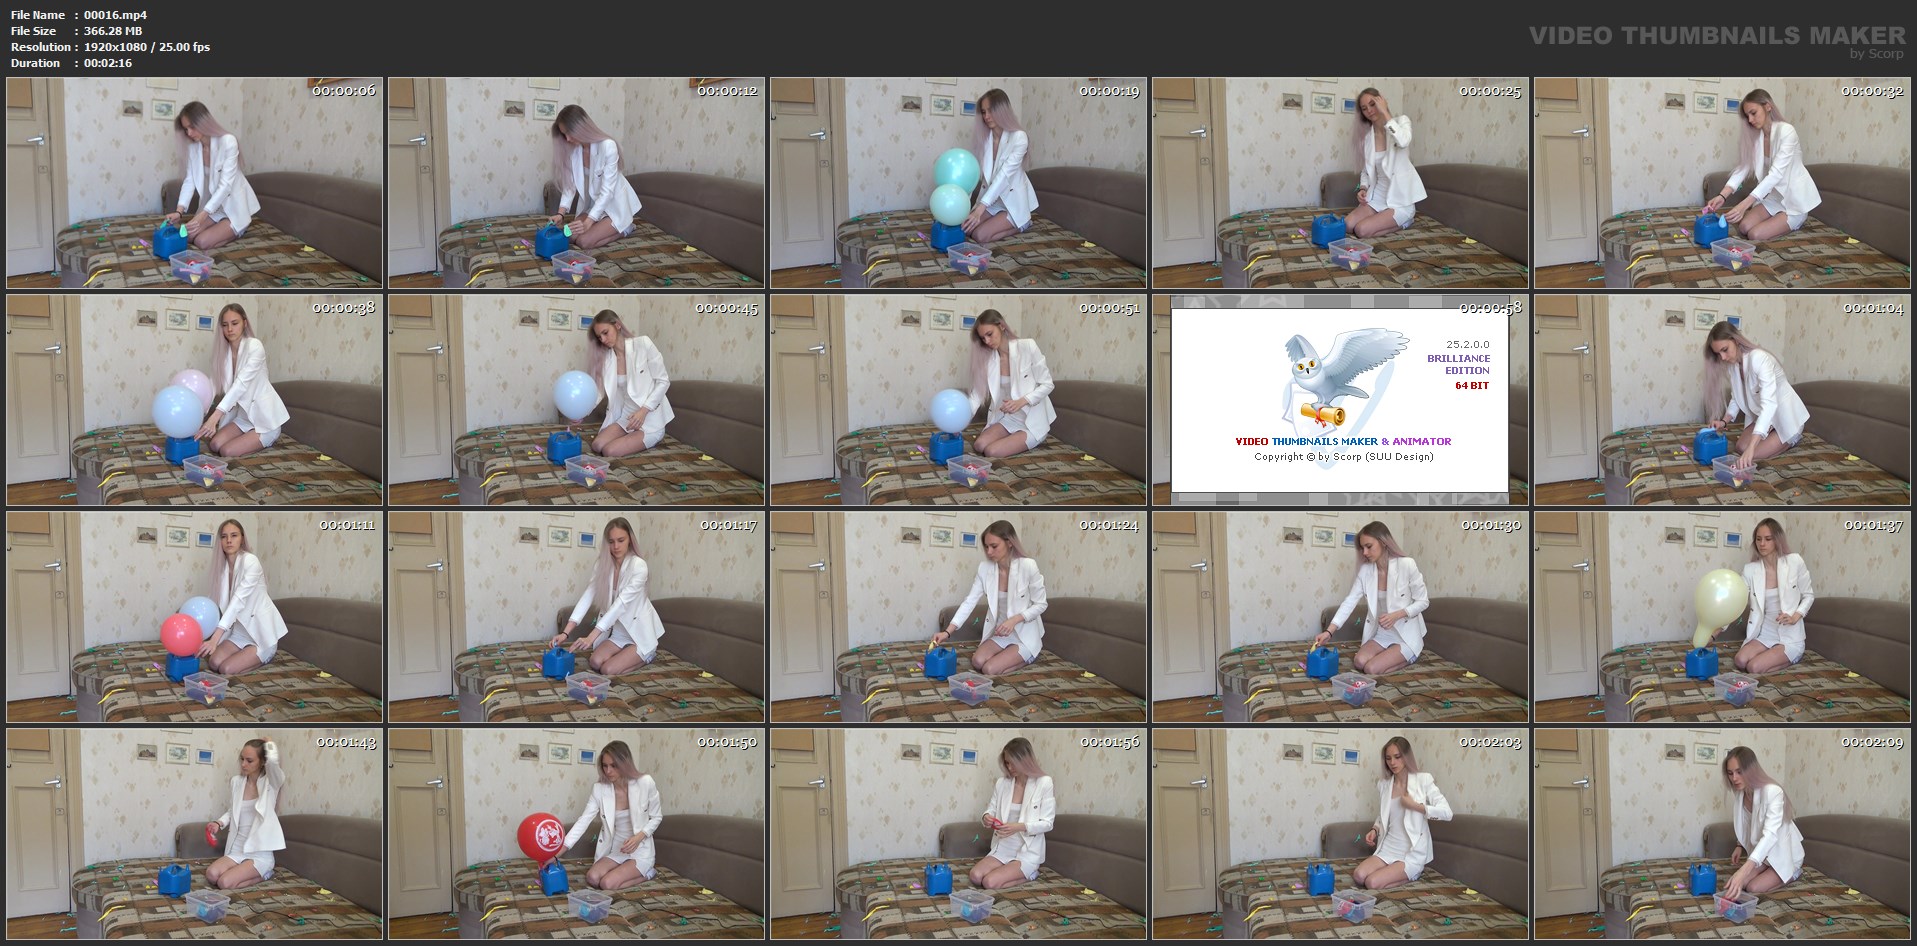 File Name : 00016.mp4
File Size : 366.28 MB
Resolution : 1920x1080 / 25.00 fps
Duration : 00:02:16
VIDEO THUMBNAILS MAKER
by Scorp
00:00:06
00:00:12
00:00:19
00:00:25
00:00:32
00:00:38
00:00:45
00:00:51
00:00:58
25.2.0.0
BRILLIANCE
EDITION
64 BIT
VIDEO THUMBNAILS MAKER & ANIMATOR
Copyright © by Scorp (SUU Design)
00:01:04
00:01:11
00:01:17
00:01:24
00:01:30
00:01:37
00:01:43
00:01:50
00:01:56
00:02:03
00:02:09